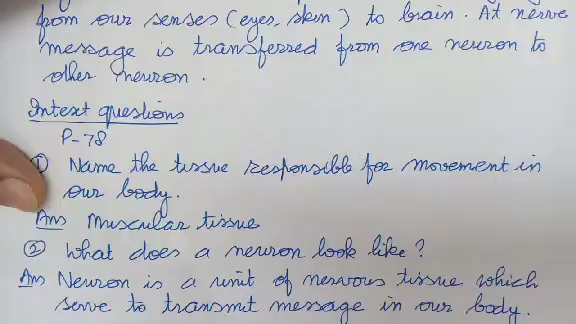 from our senses (eyes, skin) to brain. At nerve
message is transferred from one neuron to
other neuron.
Intext questions
P-78
① Name the tissue responsible for movement in
our body.
Ans Muscular tissue
② What does a neuron look like?
Ans Neuron is a unit of nervous tissue which
serve to transmit message in our body.